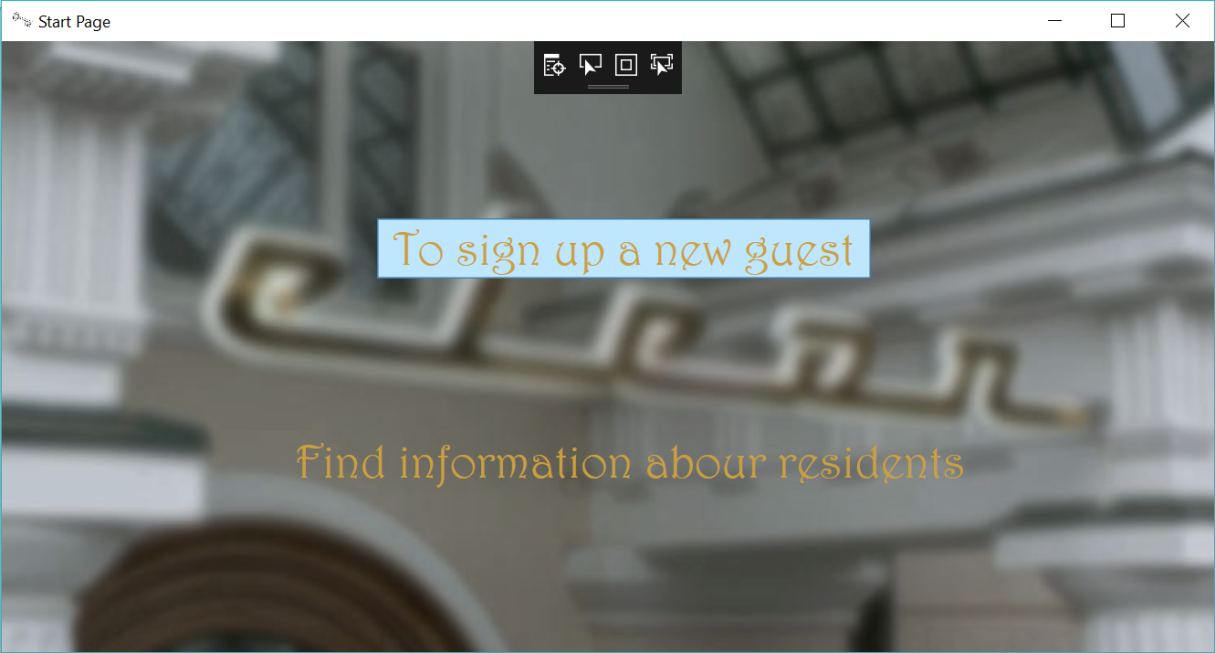 Start Page
To sign up a new guest
Find information abour residents